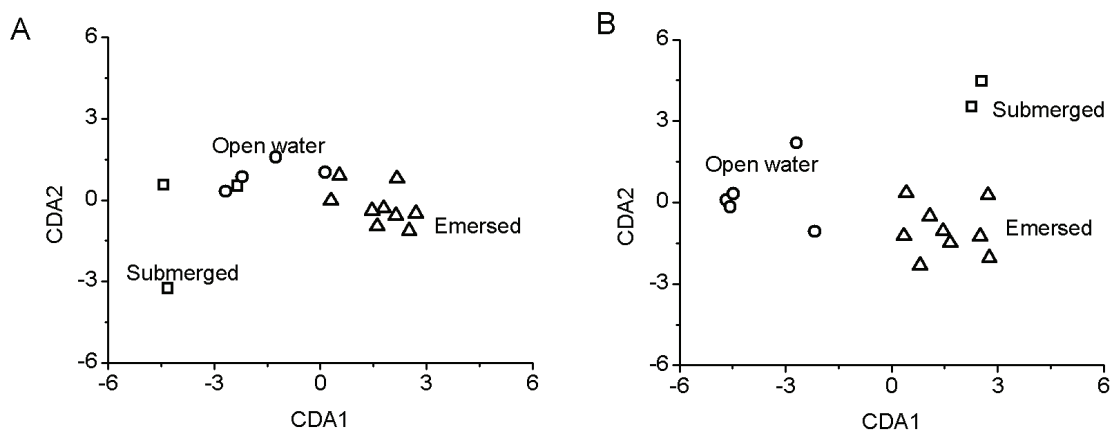 A
CDA2
6
3
0
-3
-6
Open water
Emersed
Submerged
-6 -3 0 3 6
CDA1
B
CDA2
6
3
0
-3
-6
Submerged
Open water
Emersed
-6 -3 0 3 6
CDA1